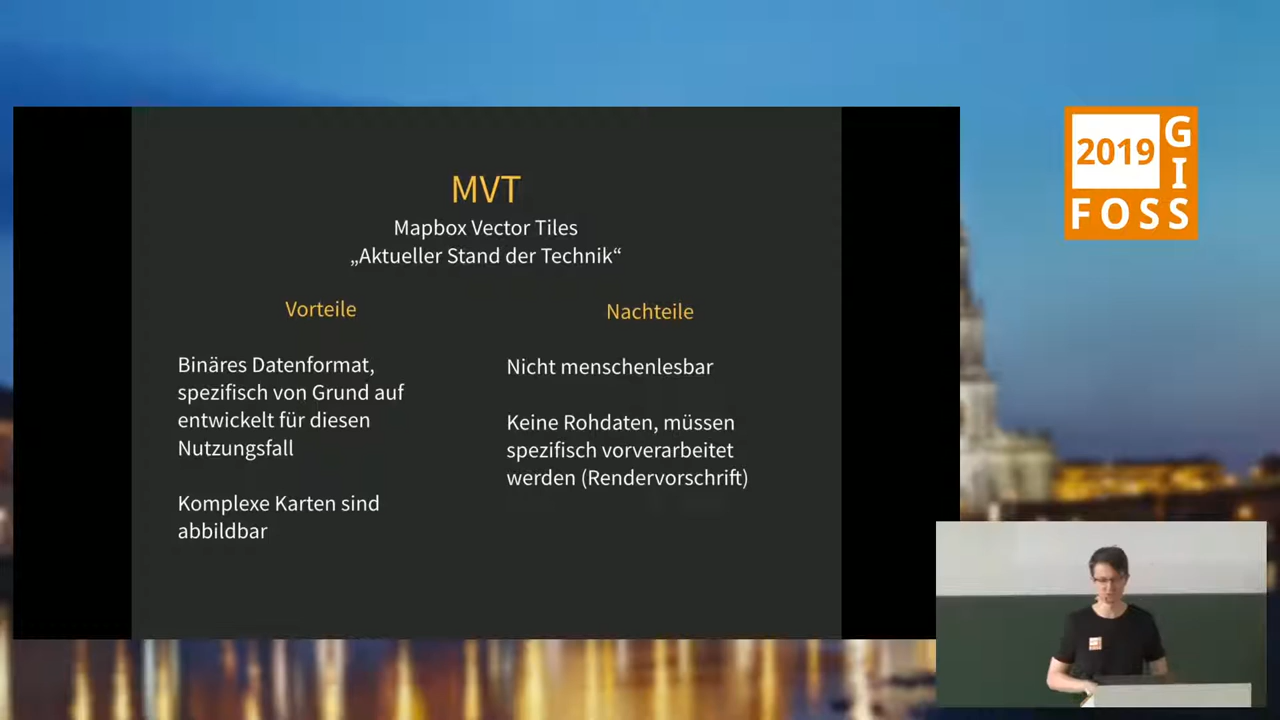 MVT
Mapbox Vector Tiles
„Aktueller Stand der Technik“
Vorteile
Binäres Datenformat,
spezifisch von Grund auf
entwickelt für diesen
Nutzungsfall
Komplexe Karten sind
abbildbar
Nachteile
Nicht menschenlesbar
Keine Rohdaten, müssen
spezifisch vorverarbeitet
werden (Rendervorschrift)
2019
GIS
FOSS